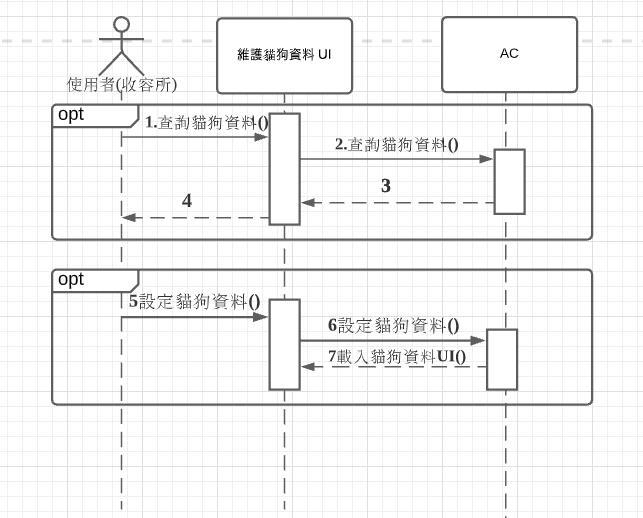 維護貓狗資料 UI
AC
使用者(收容所)
opt
1.查詢貓狗資料()
2.查詢貓狗資料()
3
4
opt
5設定貓狗資料()
6設定貓狗資料()
7載入貓狗資料UI()